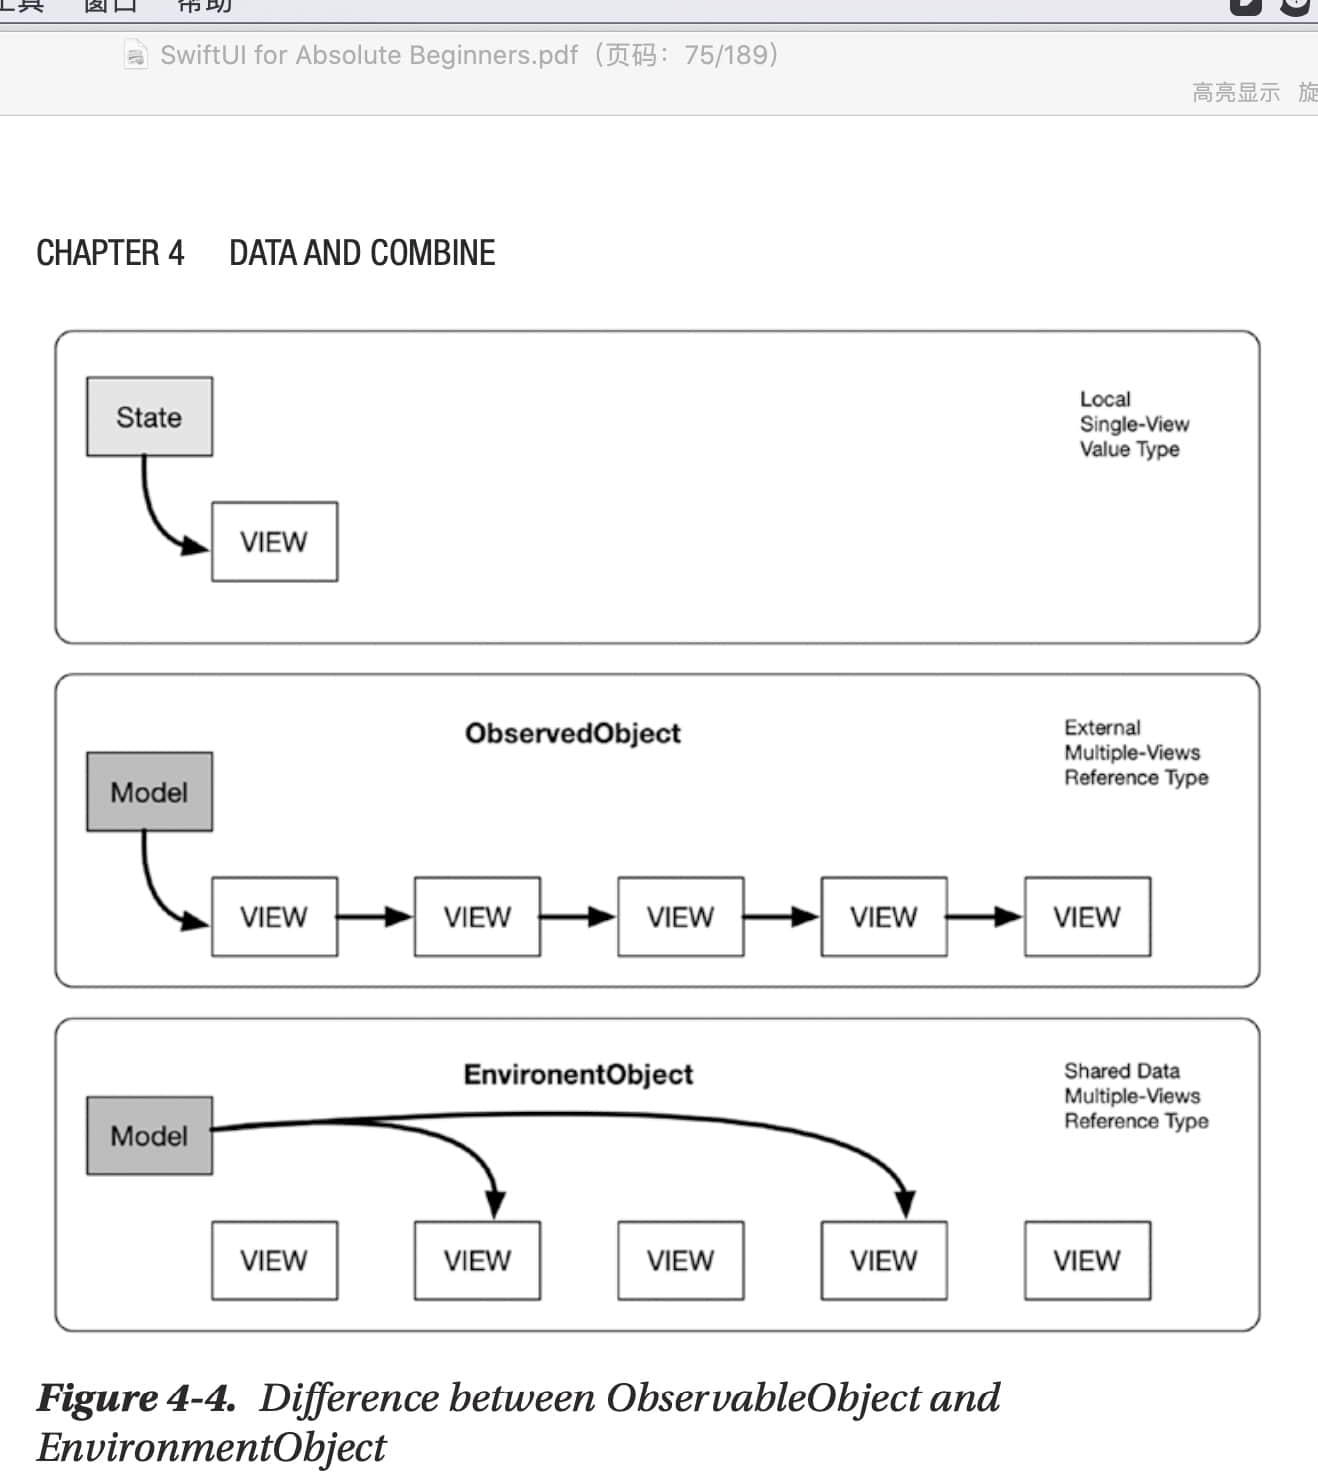 工具 窗口 帮助
SwiftUI for Absolute Beginners.pdf（页码：75/189）
高亮显示 旋
CHAPTER 4 DATA AND COMBINE
State
Local
Single-View
Value Type
VIEW
ObservedObject
External
Multiple-Views
Reference Type
Model
VIEW VIEW VIEW VIEW VIEW
EnvironentObject
Shared Data
Multiple-Views
Reference Type
Model
VIEW VIEW VIEW VIEW VIEW
Figure 4-4. Difference between ObservableObject and
EnvironmentObject